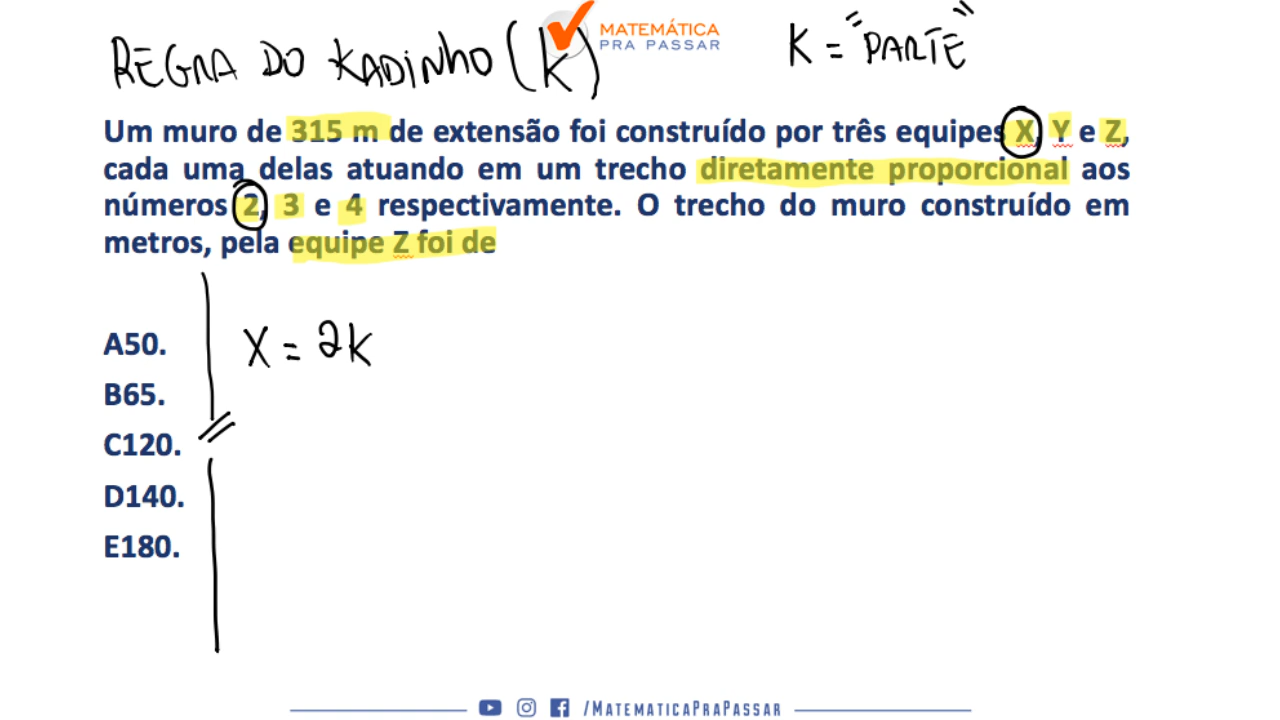 REGRA DO KADINHO (K)
MATEMÁTICA
PRA PASSAR
K = "PARTE"
Um muro de 315 m de extensão foi construído por três equipes X, Y e Z,
cada uma delas atuando em um trecho diretamente proporcional aos
números 2, 3 e 4 respectivamente. O trecho do muro construído em
metros, pela equipe Z foi de
A50.
X = 2K
B65.
C120.
D140.
E180.
/MATEMATICAPRAPASSAR